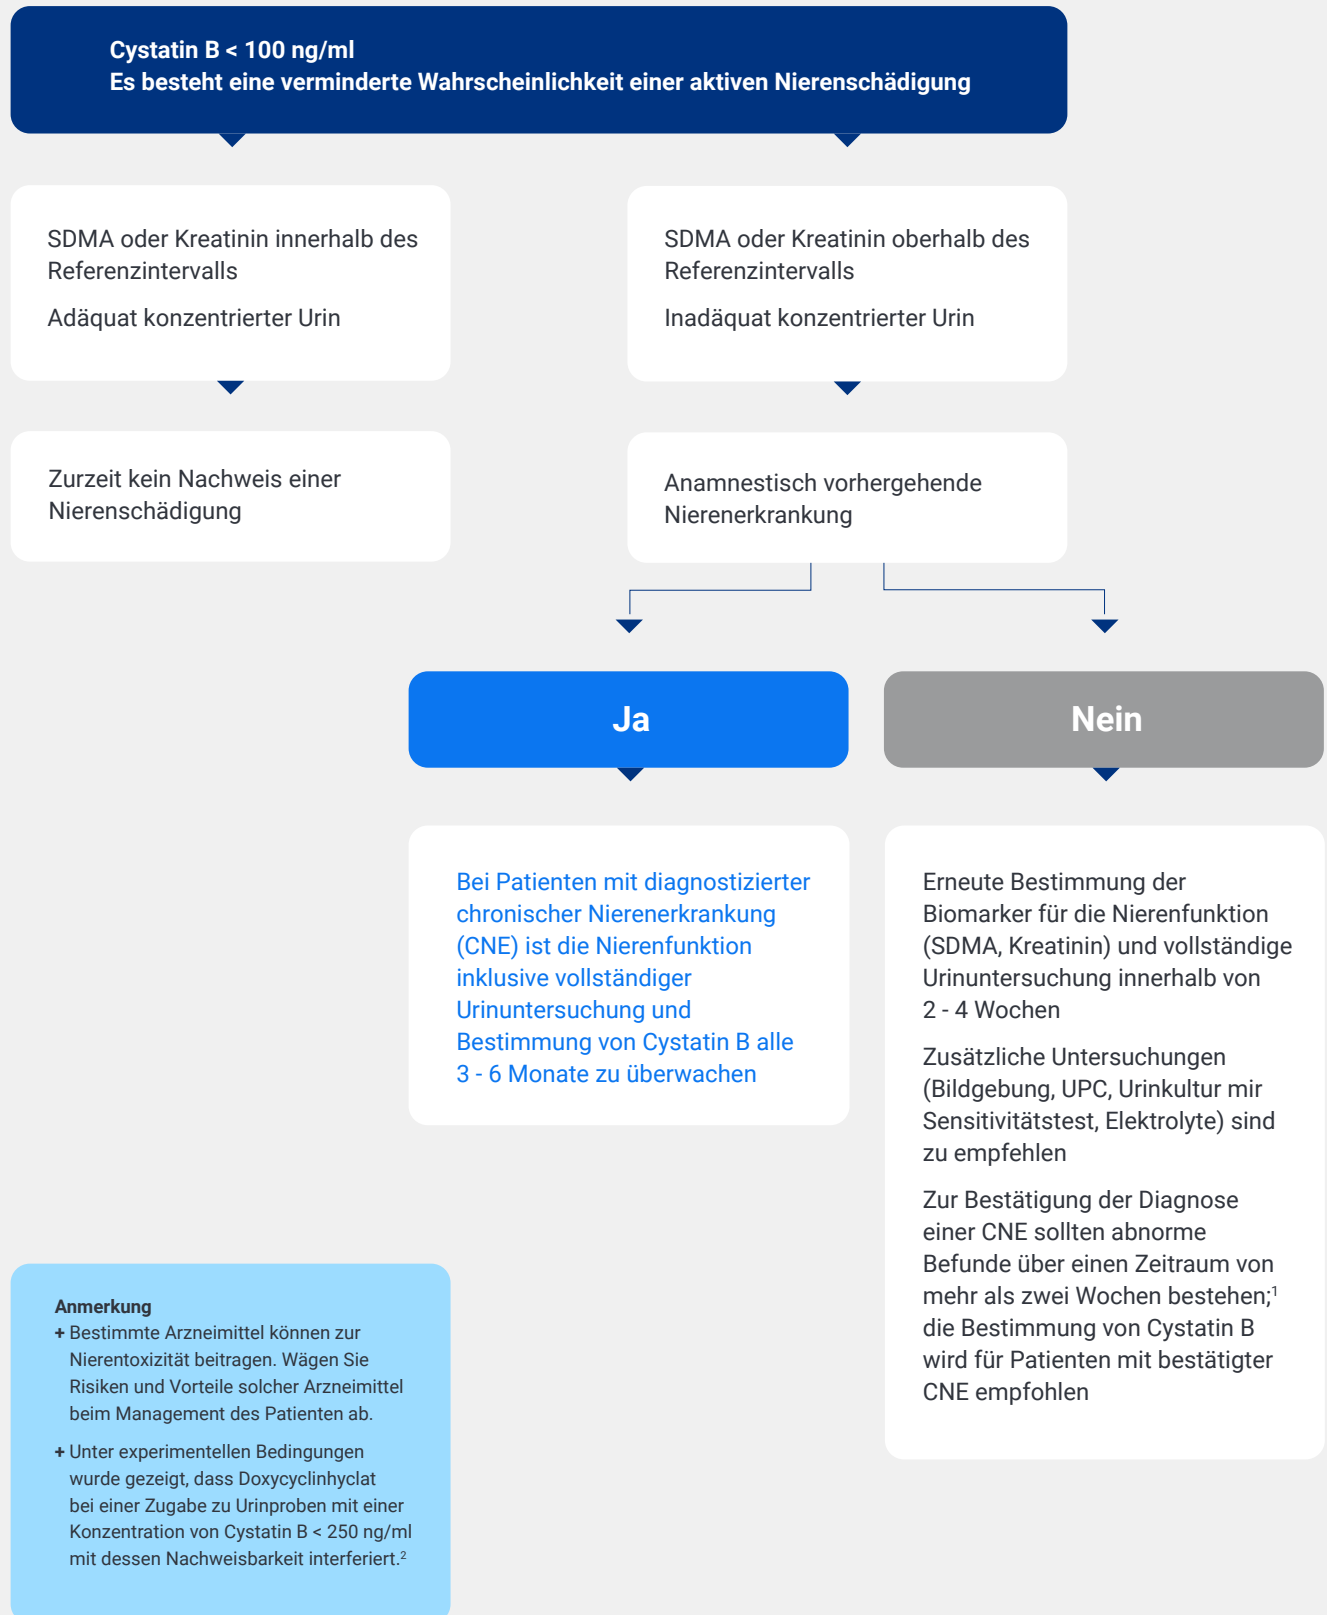 Cystatin B < 100 ng/ml
Es besteht eine verminderte Wahrscheinlichkeit einer aktiven Nierenschädigung
SDMA oder Kreatinin innerhalb des
Referenzintervalls
Adäquat konzentrierter Urin
SDMA oder Kreatinin oberhalb des
Referenzintervalls
Inadäquat konzentrierter Urin
Zurzeit kein Nachweis einer
Nierenschädigung
Anamnestisch vorhergehende
Nierenerkrankung
Ja
Nein
Bei Patienten mit diagnostizierter
chronischer Nierenerkrankung
(CNE) ist die Nierenfunktion
inklusive vollständiger
Urinuntersuchung und
Bestimmung von Cystatin B alle
3 - 6 Monate zu überwachen
Erneute Bestimmung der
Biomarker für die Nierenfunktion
(SDMA, Kreatinin) und vollständige
Urinuntersuchung innerhalb von
2 - 4 Wochen
Zusätzliche Untersuchungen
(Bildgebung, UPC, Urinkultur mir
Sensitivitätstest, Elektrolyte) sind
zu empfehlen
Zur Bestätigung der Diagnose
einer CNE sollten abnorme
Befunde über einen Zeitraum von
mehr als zwei Wochen bestehen;¹
die Bestimmung von Cystatin B
wird für Patienten mit bestätigter
CNE empfohlen
Anmerkung
+ Bestimmte Arzneimittel können zur
Nierentoxizität beitragen. Wägen Sie
Risiken und Vorteile solcher Arzneimittel
beim Management des Patienten ab.
+ Unter experimentellen Bedingungen
wurde gezeigt, dass Doxycyclinhyclat
bei einer Zugabe zu Urinproben mit einer
Konzentration von Cystatin B < 250 ng/ml
mit dessen Nachweisbarkeit interferiert.²